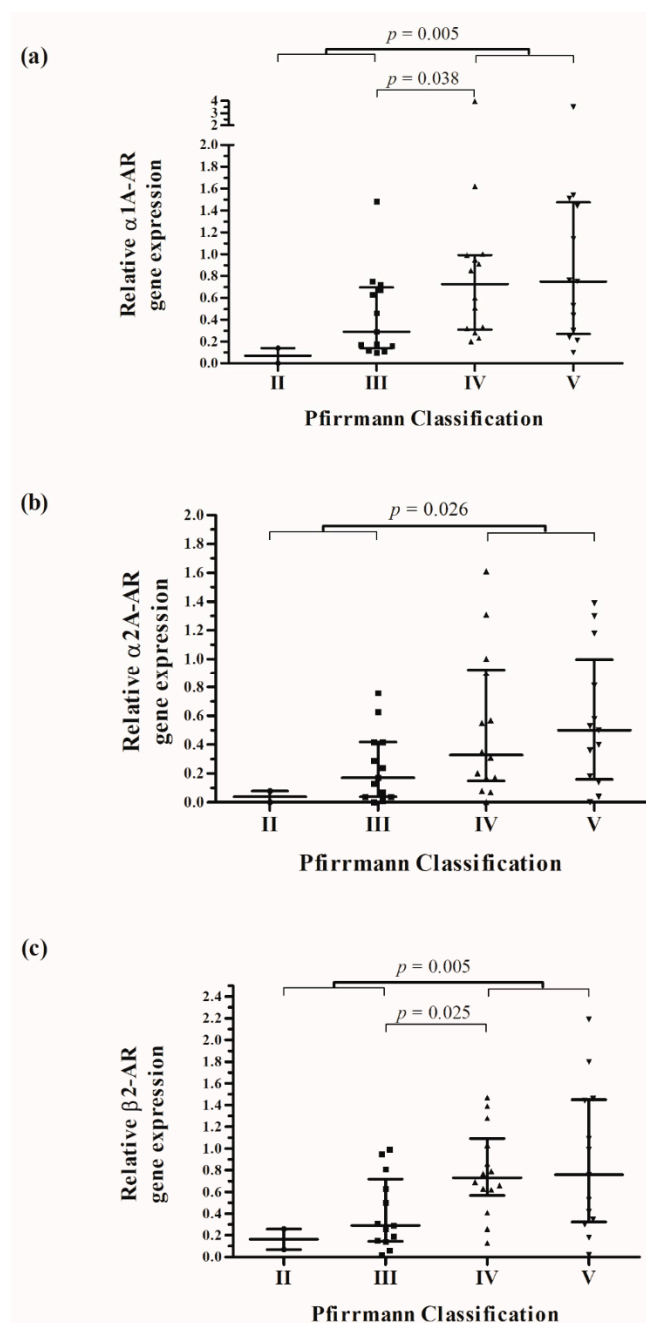 (a)
p = 0.005
p = 0.038
Relative α1A-AR
gene expression
4
3
2
2.0
1.8
1.6
1.4
1.2
1.0
0.8
0.6
0.4
0.2
0.0
II III IV V
Pfirrmann Classification
(b)
p = 0.026
Relative α2A-AR
gene expression
2.0
1.8
1.6
1.4
1.2
1.0
0.8
0.6
0.4
0.2
0.0
II III IV V
Pfirrmann Classification
(c)
p = 0.005
p = 0.025
Relative β2-AR
gene expression
2.4
2.2
2.0
1.8
1.6
1.4
1.2
1.0
0.8
0.6
0.4
0.2
0.0
II III IV V
Pfirrmann Classification